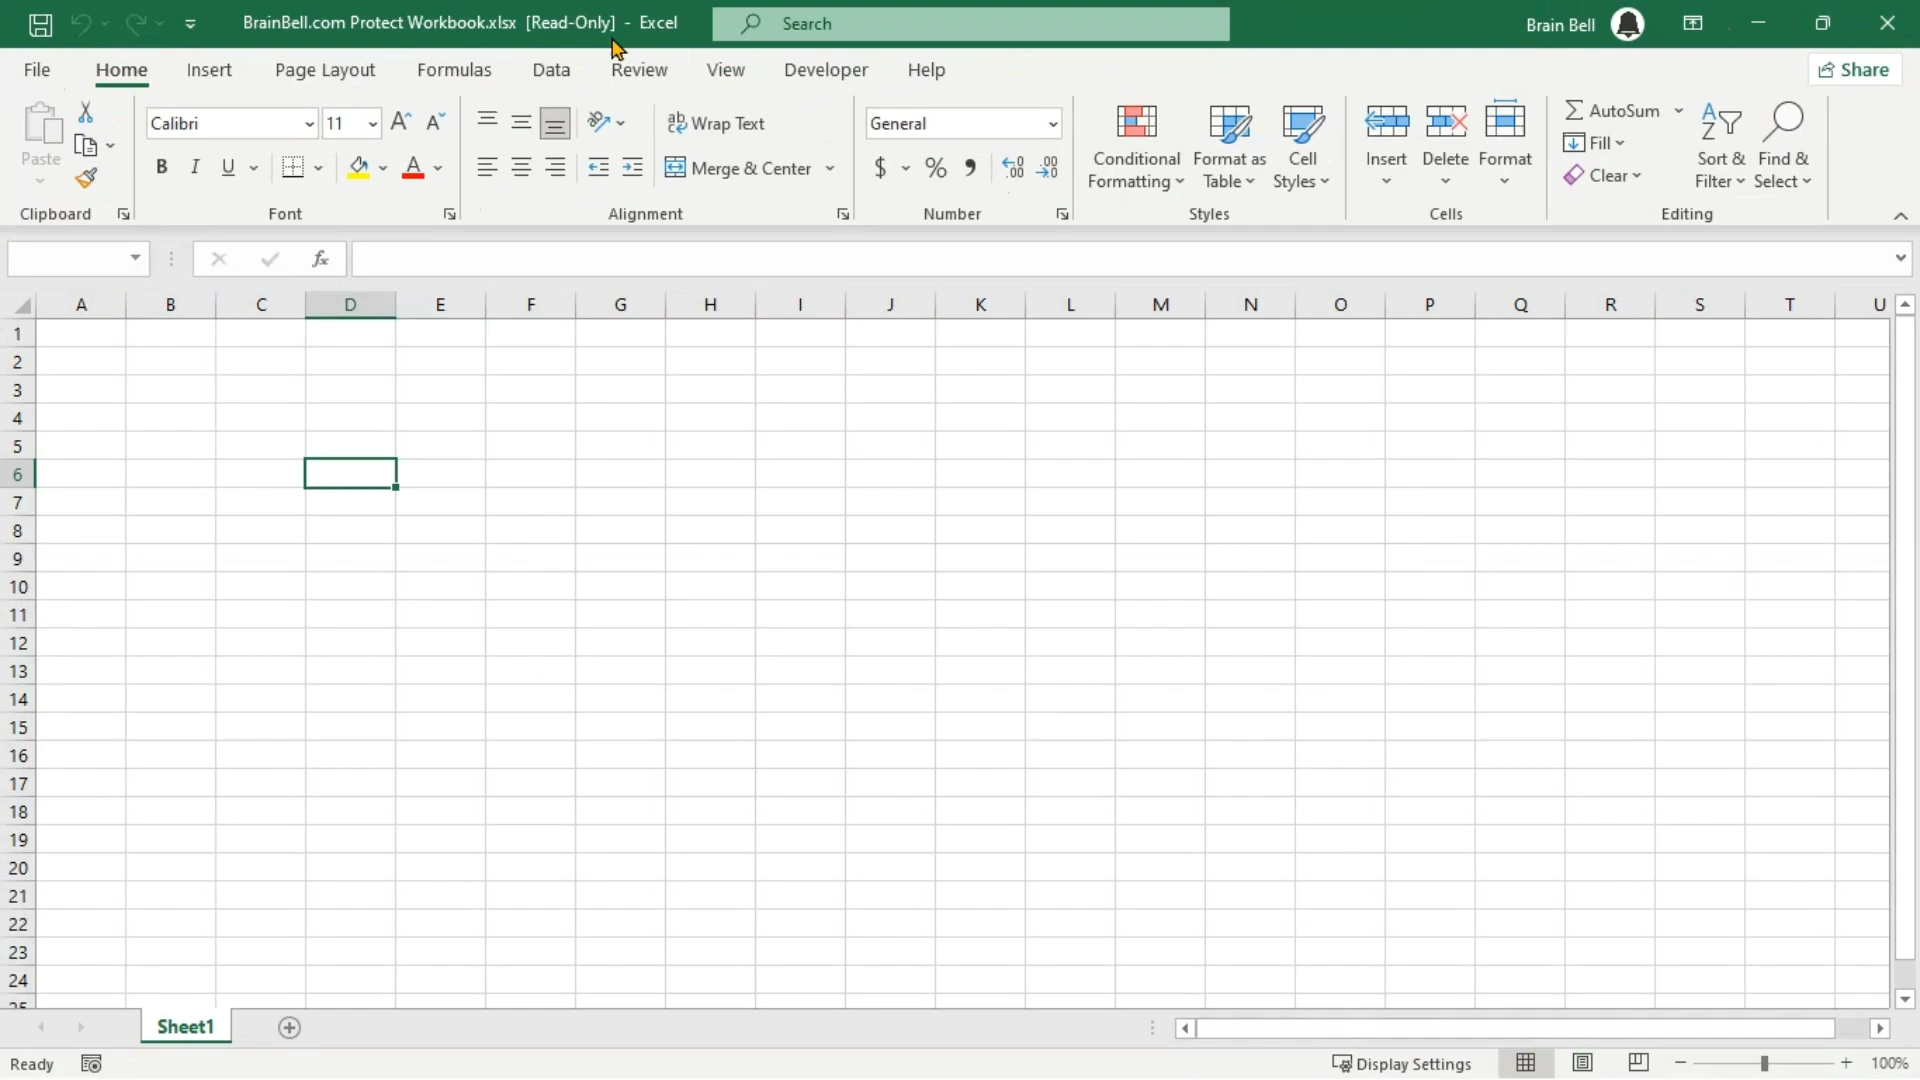 BrainBell.com Protect Workbook.xlsx [Read-Only] - Excel
Search
Brain Bell
File Home Insert Page Layout Formulas Data Review View Developer Help
Share
Paste
Clipboard
Calibri 11
B I U A
Font
Wrap Text
Merge & Center
Alignment
General
$ %
Number
Conditional Formatting
Format as Table
Cell Styles
Styles
Insert Delete Format
Cells
AutoSum
Fill
Clear
Sort & Filter
Find & Select
Editing
fx
A B C D E F G H I J K L M N O P Q R S T U
1
2
3
4
5
6
7
8
9
10
11
12
13
14
15
16
17
18
19
20
21
22
23
24
25
Sheet1
Ready
Display Settings
100%